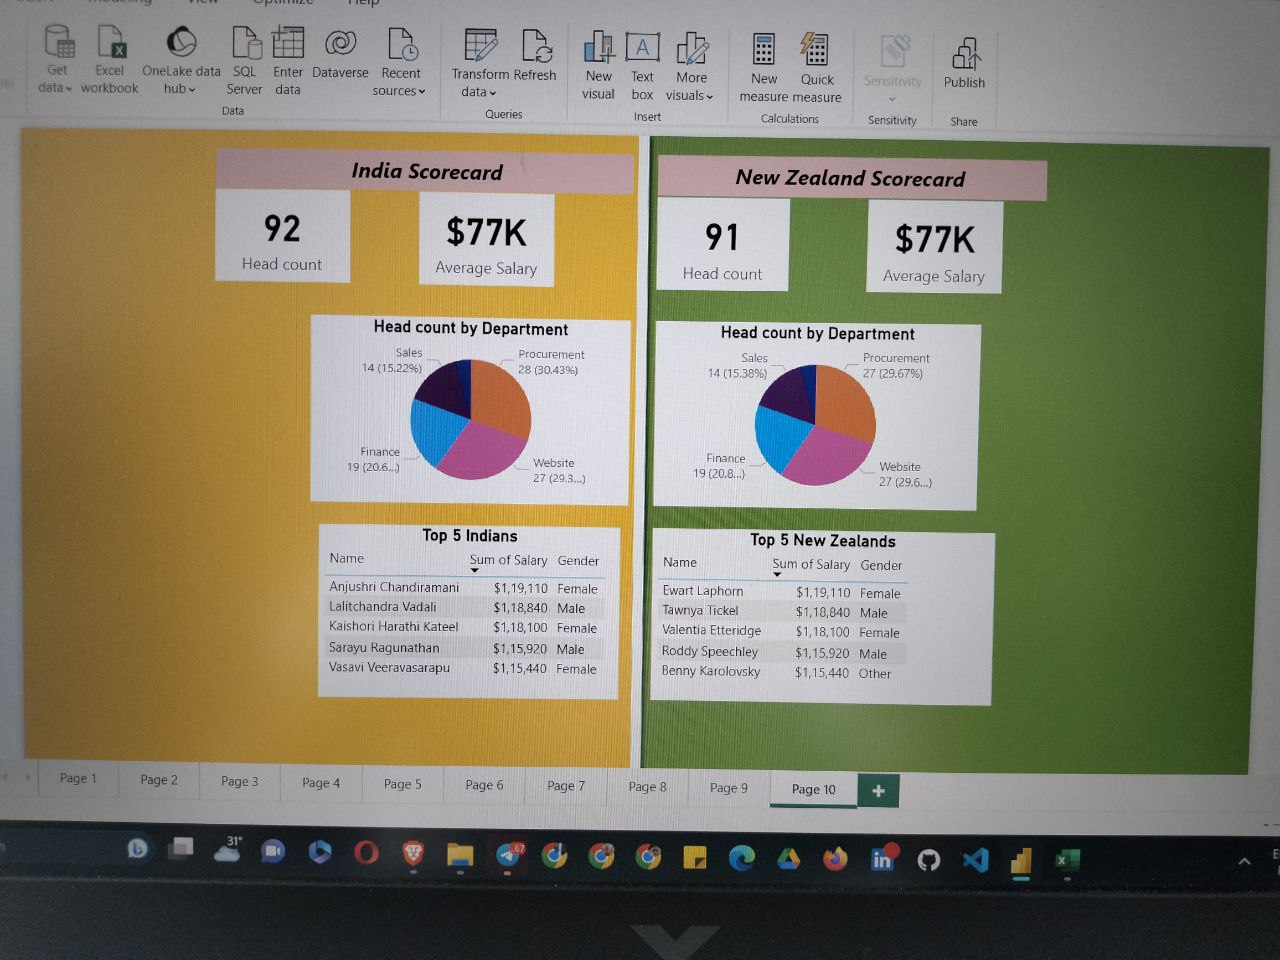 Modeling
View
Optimize
Help
Get data
Excel workbook
OneLake data hub
SQL Server
Enter data
Dataverse
Recent sources
Transform data
Refresh
New visual
Text box
More visuals
New measure
Quick measure
Sensitivity
Publish
Data
Queries
Insert
Calculations
Sensitivity
Share
India Scorecard
92
Head count
$77K
Average Salary
Head count by Department
Sales
14 (15.22%)
Procurement
28 (30.43%)
Finance
19 (20.6...)
Website
27 (29.3...)
Top 5 Indians
Name Sum of Salary Gender
Anjushri Chandiramani $1,19,110 Female
Lalitchandra Vadali $1,18,840 Male
Kaishori Harathi Kateel $1,18,100 Female
Sarayu Ragunathan $1,15,920 Male
Vasavi Veeravasarapu $1,15,440 Female
New Zealand Scorecard
91
Head count
$77K
Average Salary
Head count by Department
Sales
14 (15.38%)
Procurement
27 (29.67%)
Finance
19 (20.8...)
Website
27 (29.6...)
Top 5 New Zealands
Name Sum of Salary Gender
Ewart Laphorn $1,19,110 Female
Tawnya Tickel $1,18,840 Male
Valentia Etteridge $1,18,100 Female
Roddy Speechley $1,15,920 Male
Benny Karolovsky $1,15,440 Other
Page 1 Page 2 Page 3 Page 4 Page 5 Page 6 Page 7 Page 8 Page 9 Page 10 +
31°
67
in